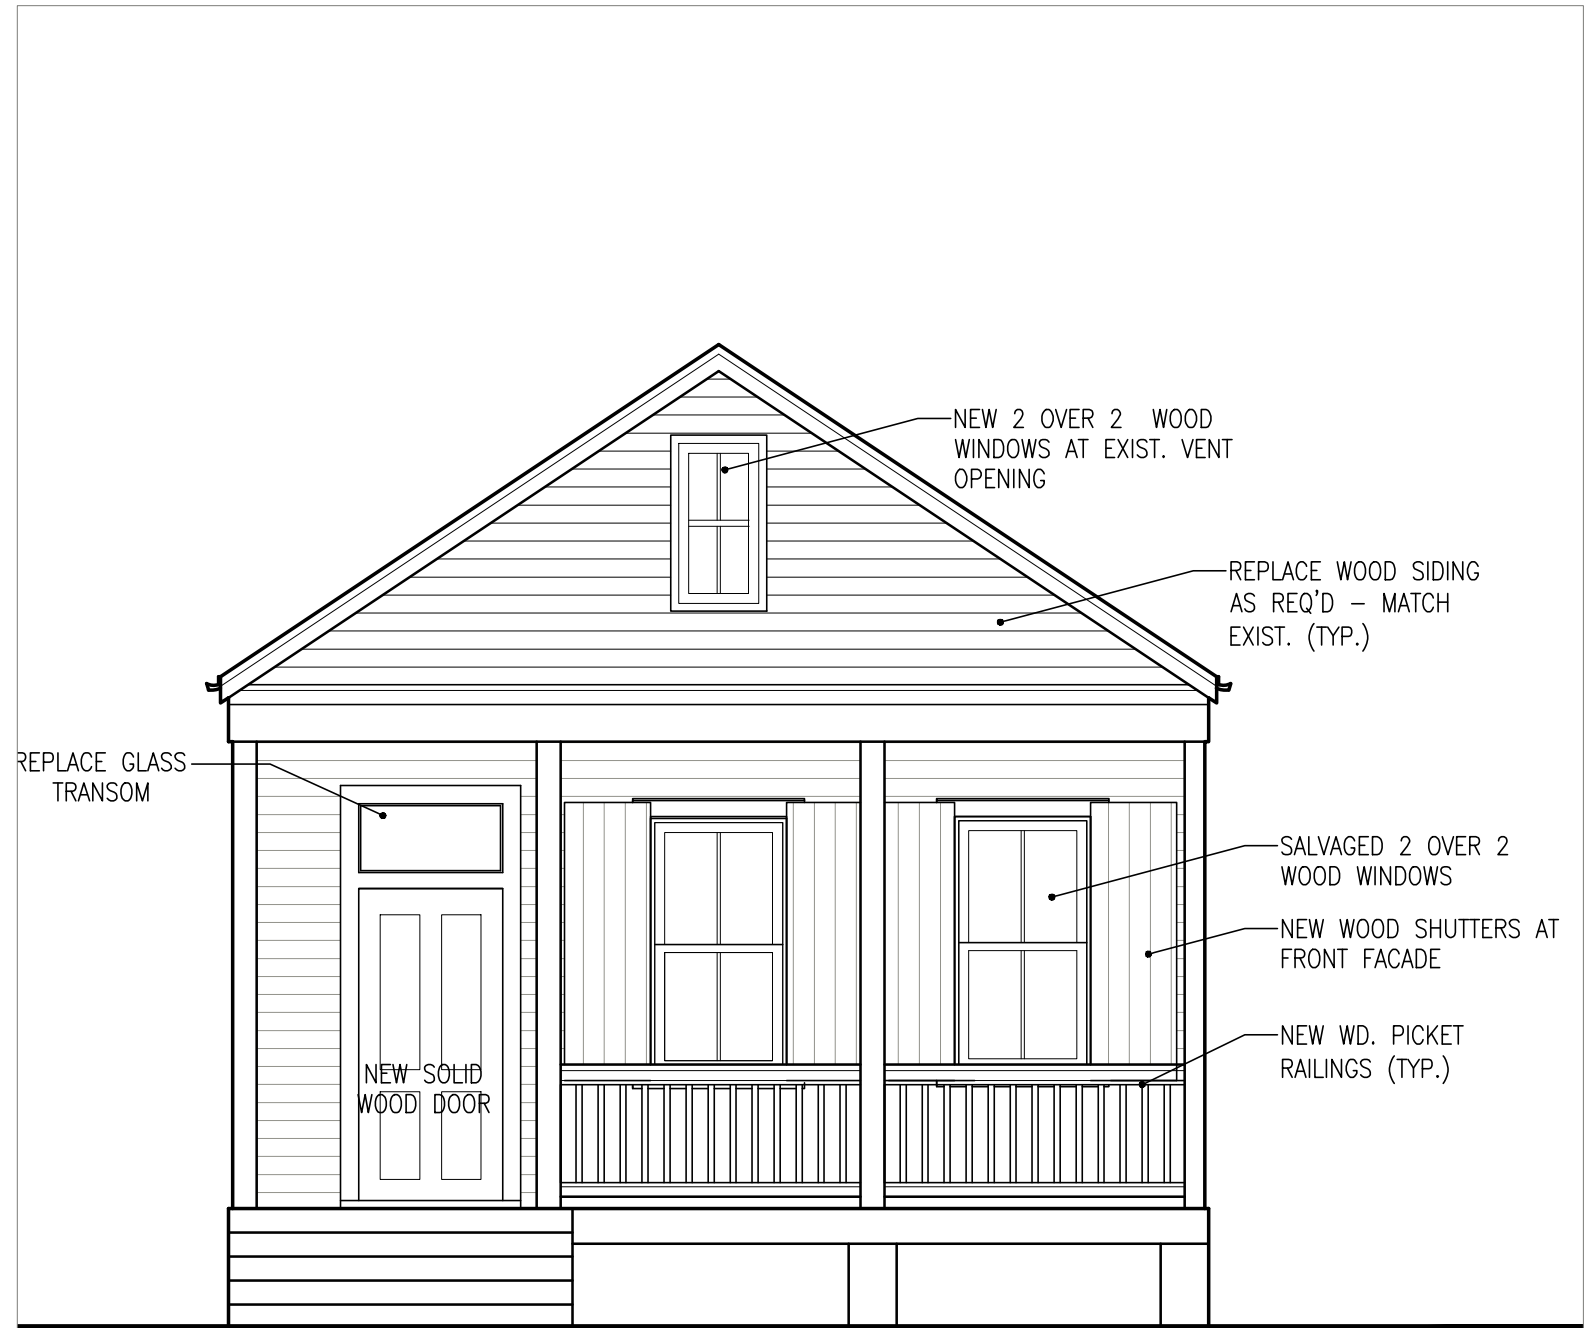 NEW 2 OVER 2 WOOD
WINDOWS AT EXIST. VENT
OPENING
REPLACE WOOD SIDING
AS REQ'D – MATCH
EXIST. (TYP.)
REPLACE GLASS
TRANSOM
SALVAGED 2 OVER 2
WOOD WINDOWS
NEW WOOD SHUTTERS AT
FRONT FACADE
NEW WD. PICKET
RAILINGS (TYP.)
NEW SOLID
WOOD DOOR